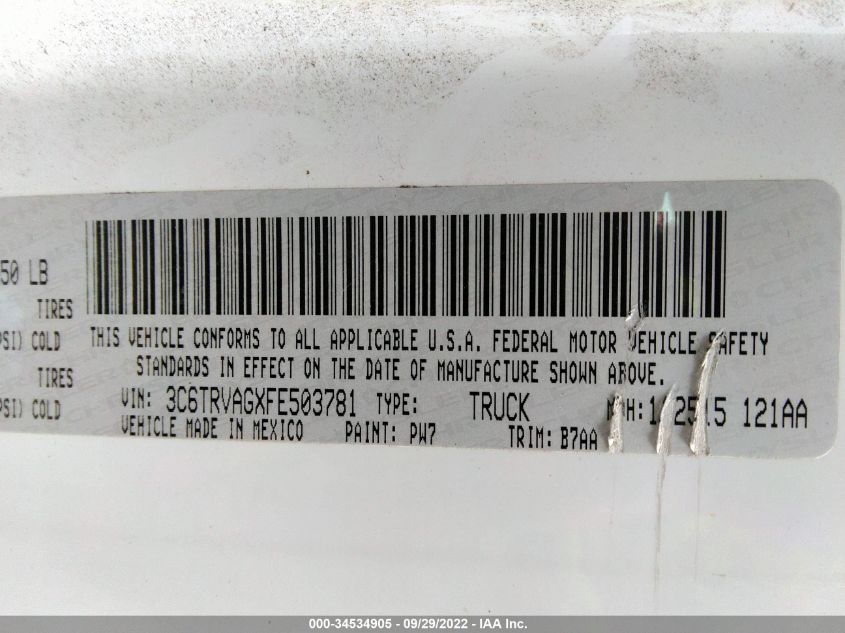 50 LB
TIRES
PSI) COLD
TIRES
PSI) COLD
THIS VEHICLE CONFORMS TO ALL APPLICABLE U.S.A. FEDERAL MOTOR VEHICLE SAFETY
STANDARDS IN EFFECT ON THE DATE OF MANUFACTURE SHOWN ABOVE.
VIN: 3C6TRVAGXFE503781 TYPE: TRUCK 121AA
VEHICLE MADE IN MEXICO PAINT: PW7 TRIM: B7AA
000-34534905 - 09/29/2022 - IAA Inc.